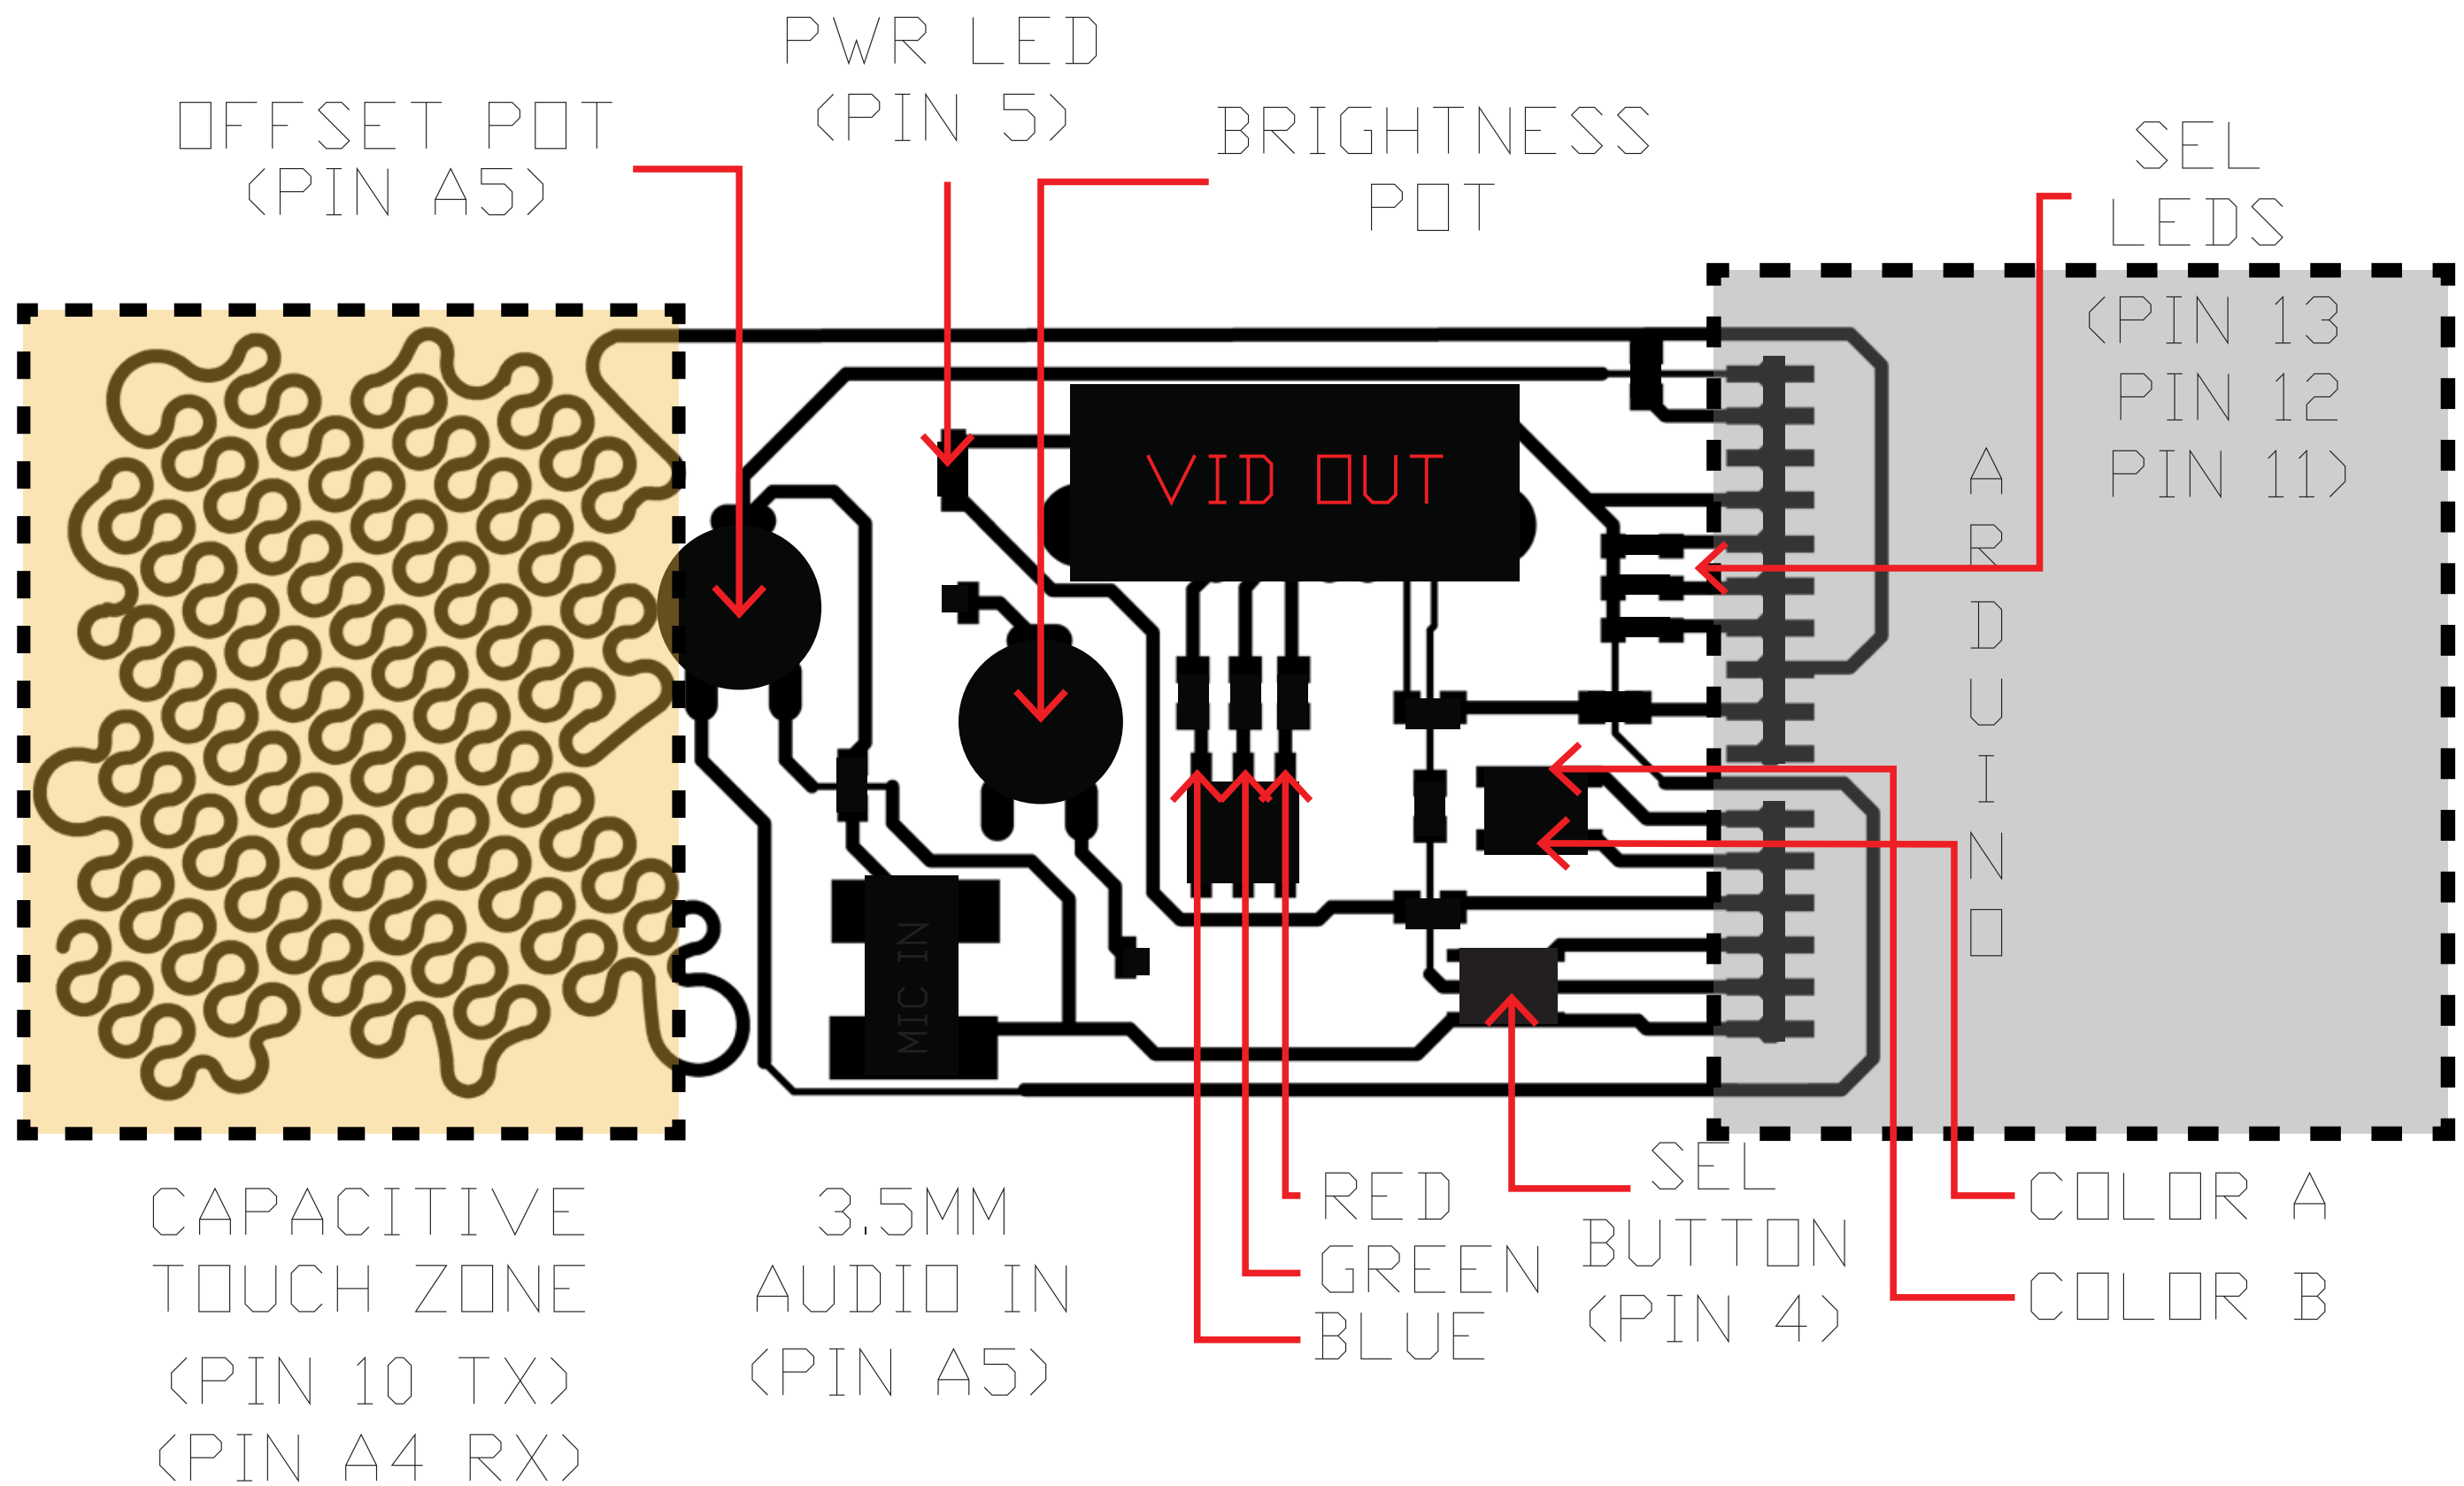 PWR LED
(PIN 5)
OFFSET POT
(PIN A5)
BRIGHTNESS
POT
SEL
LEDS
(PIN 13
PIN 12
PIN 11)
VID OUT
ARDUINO
MIC IN
CAPACITIVE
TOUCH ZONE
(PIN 10 TX)
(PIN A4 RX)
3.5MM
AUDIO IN
(PIN A5)
RED
GREEN
BLUE
SEL
BUTTON
(PIN 4)
COLOR A
COLOR B